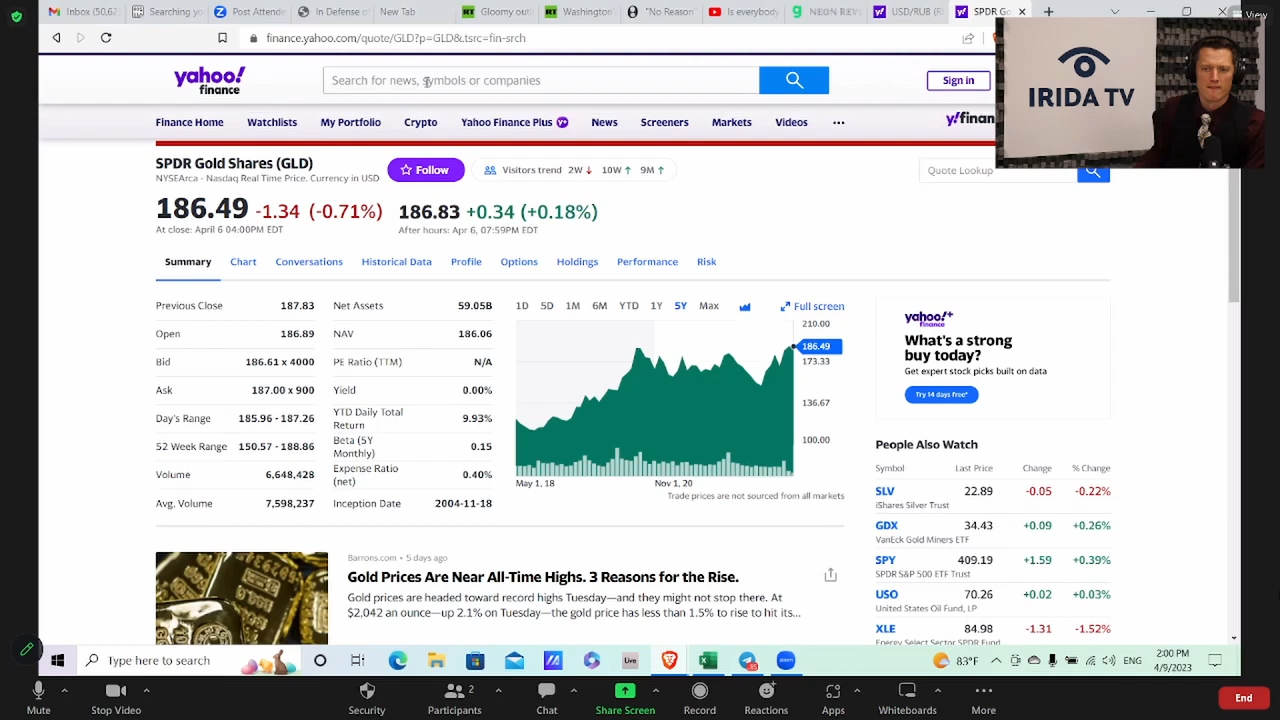 Inbox (50,62
Searching yo
Post Attende
In Defense o
New Tab
Gloomy outl
Washington'
"No Reason'
Is everybody
NEON REV
USD/RUB (R
SPDR Go
View
finance.yahoo.com/quote/GLD?p=GLD&.tsrc=fin-srch
yahoo!
finance
Search for news, symbols or companies
Sign in
IRIDA TV
Finance Home Watchlists My Portfolio Crypto Yahoo Finance Plus News Screeners Markets Videos ...
y!finan
SPDR Gold Shares (GLD)
NYSEArca - Nasdaq Real Time Price. Currency in USD
Follow
Visitors trend 2W↓ 10W↑ 9M↑
Quote Lookup
186.49 -1.34 (-0.71%)
At close: April 6 04:00PM EDT
186.83 +0.34 (+0.18%)
After hours: Apr 6, 07:59PM EDT
Summary Chart Conversations Historical Data Profile Options Holdings Performance Risk
Previous Close 187.83
Open 186.89
Bid 186.61 x 4000
Ask 187.00 x 900
Day's Range 185.96 - 187.26
52 Week Range 150.57 - 188.86
Volume 6,648,428
Avg. Volume 7,598,237
Net Assets 59.05B
NAV 186.06
PE Ratio (TTM) N/A
Yield 0.00%
YTD Daily Total 9.93%
Return
Beta (5Y 0.15
Monthly)
Expense Ratio 0.40%
(net)
Inception Date 2004-11-18
1D 5D 1M 6M YTD 1Y 5Y Max
Full screen
210.00
186.49
173.33
136.67
100.00
May 1, 18
Nov 1, 20
Trade prices are not sourced from all markets
yahoo!+
finance
What's a strong
buy today?
Get expert stock picks built on data
Try 14 days free*
People Also Watch
Symbol Last Price Change % Change
SLV 22.89 -0.05 -0.22%
iShares Silver Trust
GDX 34.43 +0.09 +0.26%
VanEck Gold Miners ETF
SPY 409.19 +1.59 +0.39%
SPDR S&P 500 ETF Trust
USO 70.26 +0.02 +0.03%
United States Oil Fund, LP
XLE 84.98 -1.31 -1.52%
Energy Select Sector SPDR Fund
Barrons.com • 5 days ago
Gold Prices Are Near All-Time Highs. 3 Reasons for the Rise.
Gold prices are headed toward record highs Tuesday—and they might not stop there. At
$2,042 an ounce—up 2.1% on Tuesday—the gold price has less than 1.5% to rise to hit its...
Type here to search
Live
zoom
83°F
ENG
2:00 PM
4/9/2023
Mute
Stop Video
Security
2
Participants
Chat
Share Screen
Record
Reactions
Apps
Whiteboards
More
End